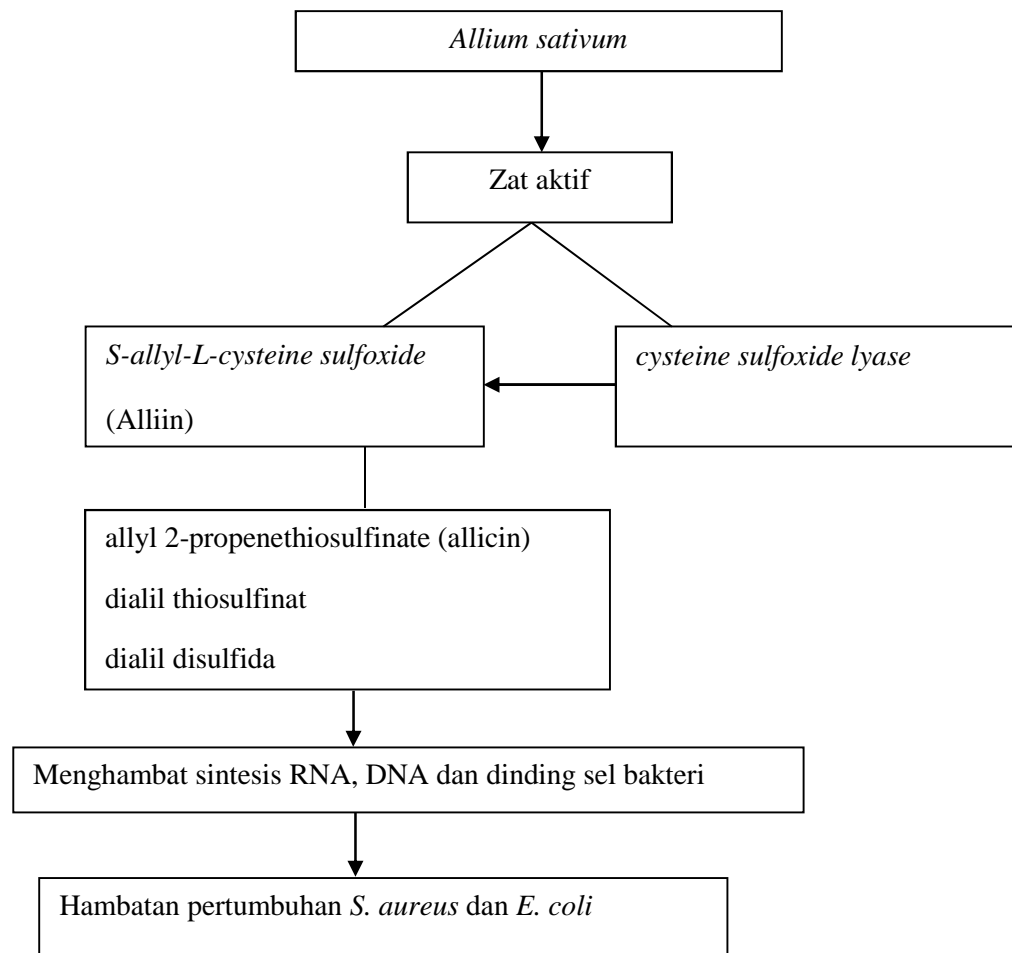 Allium sativum
Zat aktif
S-allyl-L-cysteine sulfoxide
(Alliin)
cysteine sulfoxide lyase
allyl 2-propenethiosulfinate (allicin)
dialil thiosulfinat
dialil disulfida
Menghambat sintesis RNA, DNA dan dinding sel bakteri
Hambatan pertumbuhan S. aureus dan E. coli